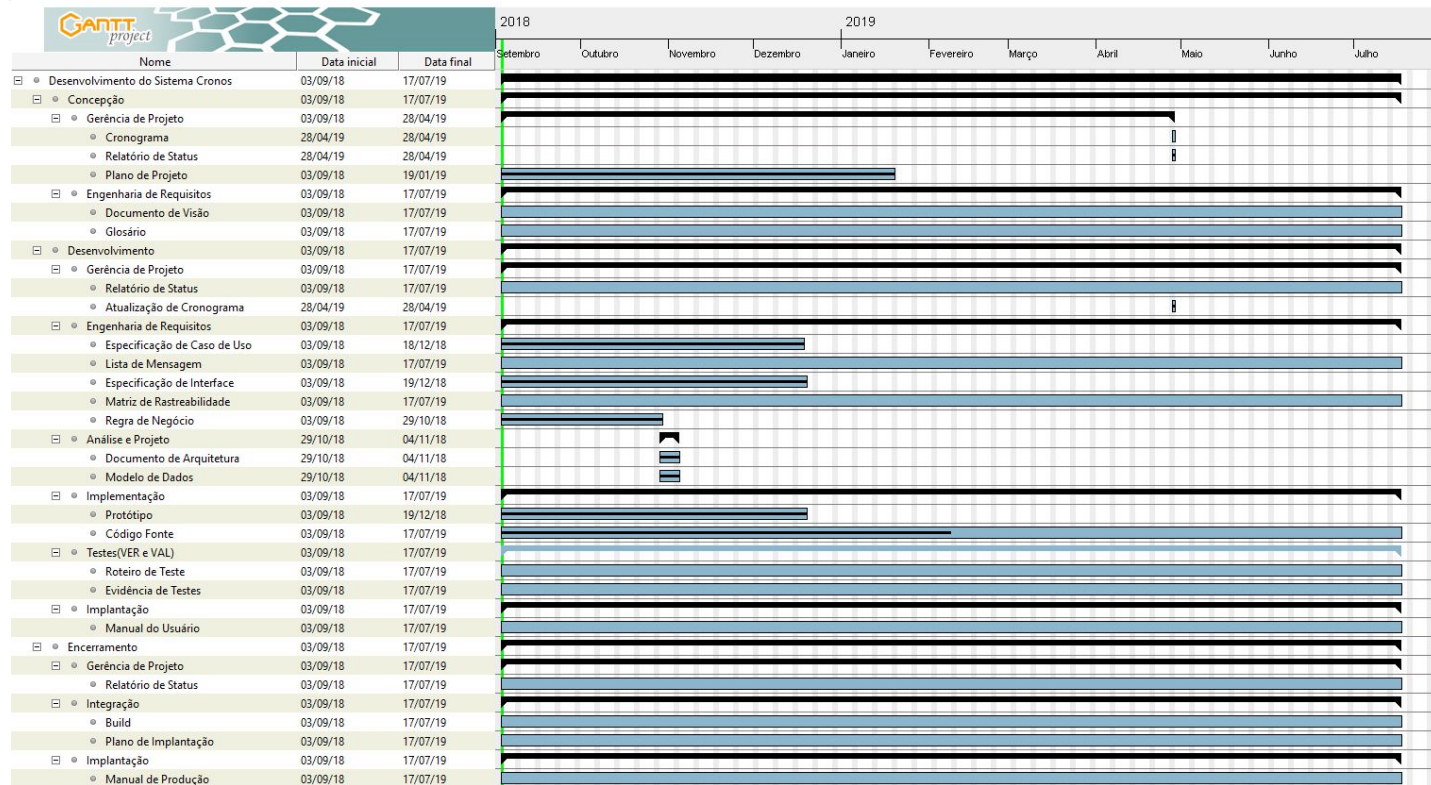 GANTT
project
2018 2019
Setembro Outubro Novembro Dezembro Janeiro Fevereiro Março Abril Maio Junho Julho
Nome Data inicial Data final
Desenvolvimento do Sistema Cronos 03/09/18 17/07/19
Concepção 03/09/18 17/07/19
Gerência de Projeto 03/09/18 28/04/19
Cronograma 28/04/19 28/04/19
Relatório de Status 28/04/19 28/04/19
Plano de Projeto 03/09/18 19/01/19
Engenharia de Requisitos 03/09/18 17/07/19
Documento de Visão 03/09/18 17/07/19
Glosário 03/09/18 17/07/19
Desenvolvimento 03/09/18 17/07/19
Gerência de Projeto 03/09/18 17/07/19
Relatório de Status 03/09/18 17/07/19
Atualização de Cronograma 28/04/19 28/04/19
Engenharia de Requisitos 03/09/18 17/07/19
Especificação de Caso de Uso 03/09/18 18/12/18
Lista de Mensagem 03/09/18 17/07/19
Especificação de Interface 03/09/18 19/12/18
Matriz de Rastreabilidade 03/09/18 17/07/19
Regra de Negócio 03/09/18 29/10/18
Análise e Projeto 29/10/18 04/11/18
Documento de Arquitetura 29/10/18 04/11/18
Modelo de Dados 29/10/18 04/11/18
Implementação 03/09/18 17/07/19
Protótipo 03/09/18 19/12/18
Código Fonte 03/09/18 17/07/19
Testes(VER e VAL) 03/09/18 17/07/19
Roteiro de Teste 03/09/18 17/07/19
Evidência de Testes 03/09/18 17/07/19
Implantação 03/09/18 17/07/19
Manual do Usuário 03/09/18 17/07/19
Encerramento 03/09/18 17/07/19
Gerência de Projeto 03/09/18 17/07/19
Relatório de Status 03/09/18 17/07/19
Integração 03/09/18 17/07/19
Build 03/09/18 17/07/19
Plano de Implantação 03/09/18 17/07/19
Implantação 03/09/18 17/07/19
Manual de Produção 03/09/18 17/07/19